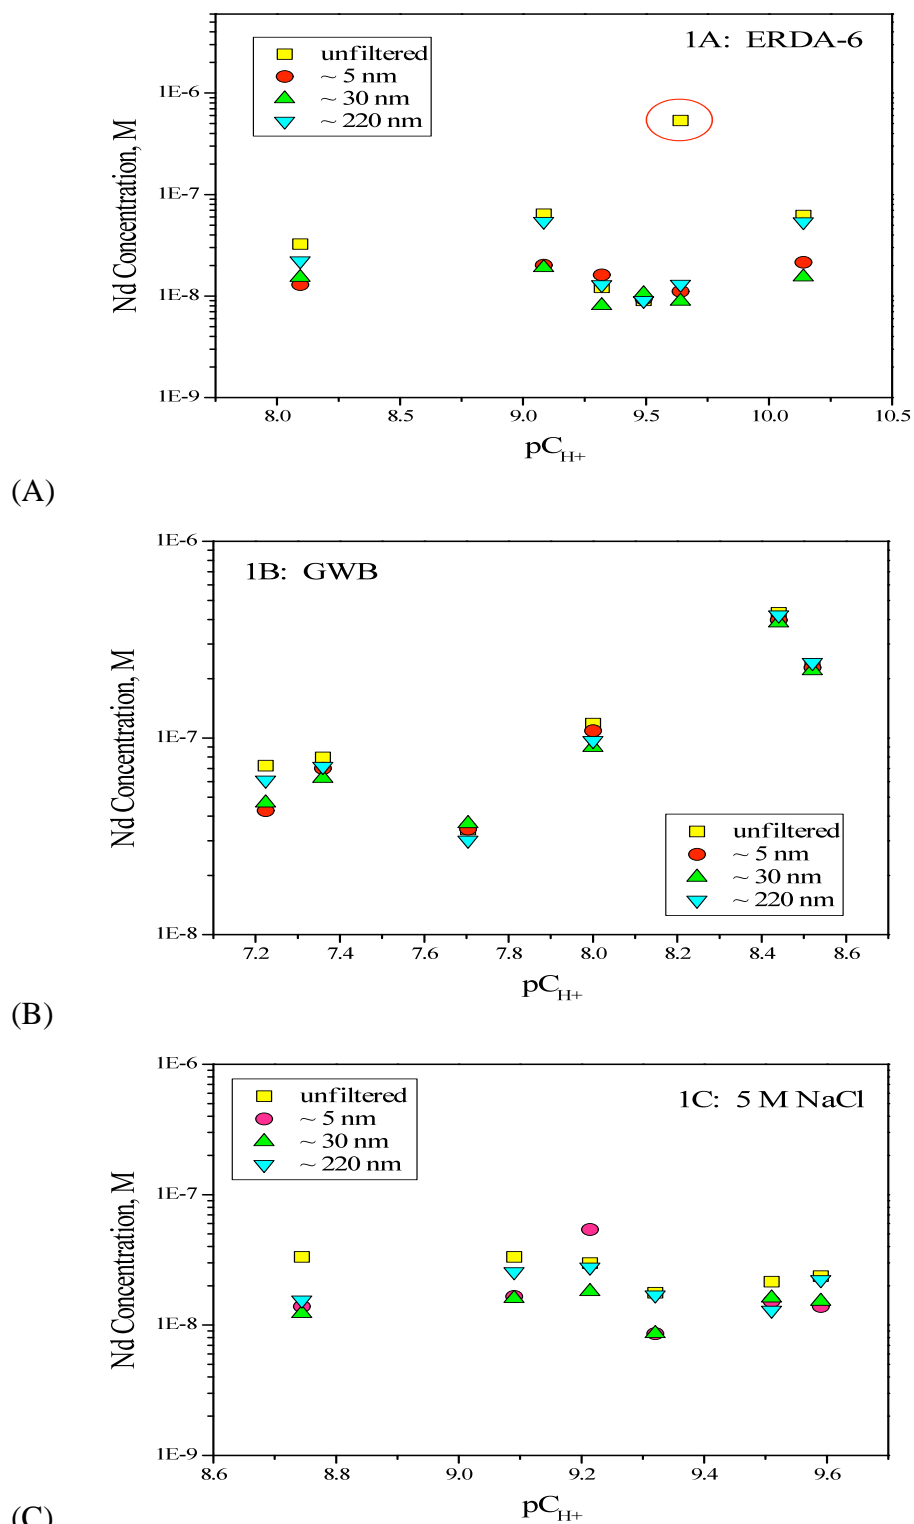 1A: ERDA-6
unfiltered
~ 5 nm
~ 30 nm
~ 220 nm
1E-6
1E-7
1E-8
1E-9
Nd Concentration, M
8.0 8.5 9.0 9.5 10.0 10.5
pCH+
(A)
1B: GWB
1E-6
1E-7
1E-8
Nd Concentration, M
unfiltered
~ 5 nm
~ 30 nm
~ 220 nm
7.2 7.4 7.6 7.8 8.0 8.2 8.4 8.6
pCH+
(B)
1C: 5 M NaCl
unfiltered
~ 5 nm
~ 30 nm
~ 220 nm
1E-6
1E-7
1E-8
1E-9
Nd Concentration, M
8.6 8.8 9.0 9.2 9.4 9.6
pCH+
(C)